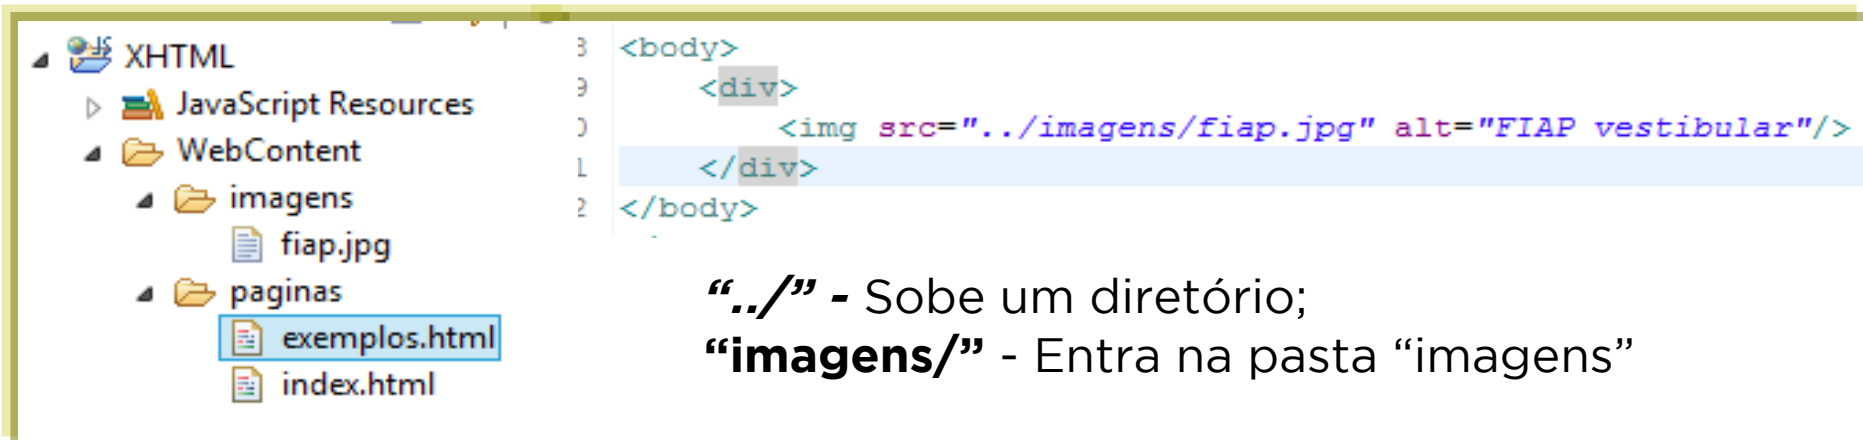 XHTML
JavaScript Resources
WebContent
imagens
fiap.jpg
paginas
exemplos.html
index.html
<body>
<div>
<img src="../imagens/fiap.jpg" alt="FIAP vestibular"/>
</div>
</body>
“../” - Sobe um diretório;
“imagens/” - Entra na pasta “imagens”